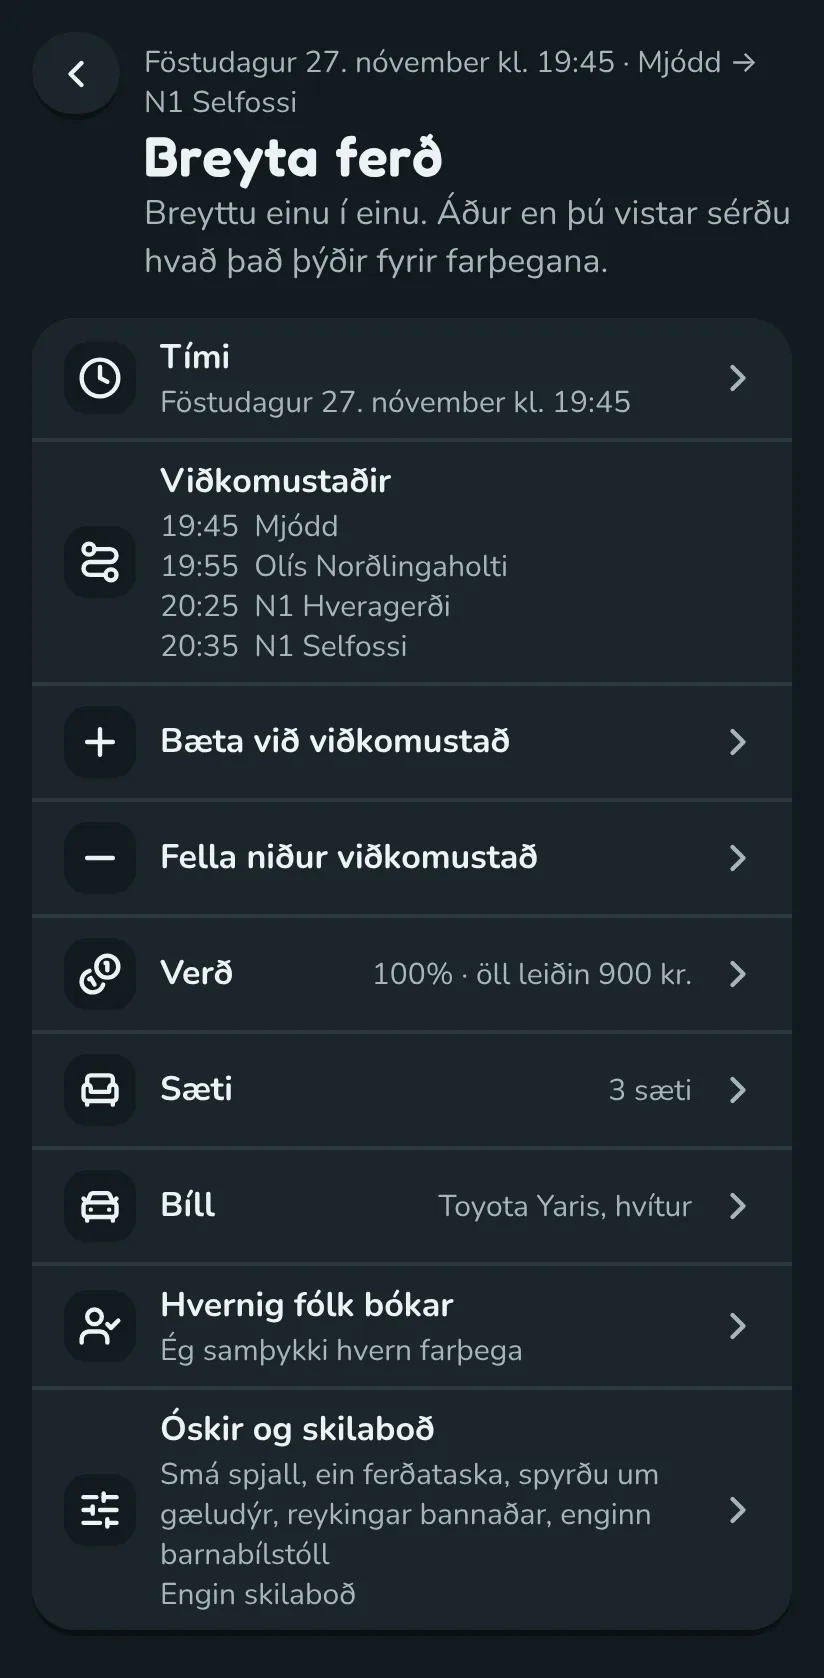 Föstudagur 27. nóvember kl. 19:45 · Mjódd →
N1 Selfossi
Breyta ferð
Breyttu einu í einu. Áður en þú vistar sérðu
hvað það þýðir fyrir farþegana.
Tími
Föstudagur 27. nóvember kl. 19:45
Viðkomustaðir
19:45 Mjódd
19:55 Olís Norðlingaholti
20:25 N1 Hveragerði
20:35 N1 Selfossi
Bæta við viðkomustað
Fella niður viðkomustað
Verð 100% · öll leiðin 900 kr.
Sæti 3 sæti
Bíll Toyota Yaris, hvítur
Hvernig fólk bókar
Ég samþykki hvern farþega
Óskir og skilaboð
Smá spjall, ein ferðataska, spyrðu um
gæludýr, reykingar bannaðar, enginn
barnabílstóll
Engin skilaboð